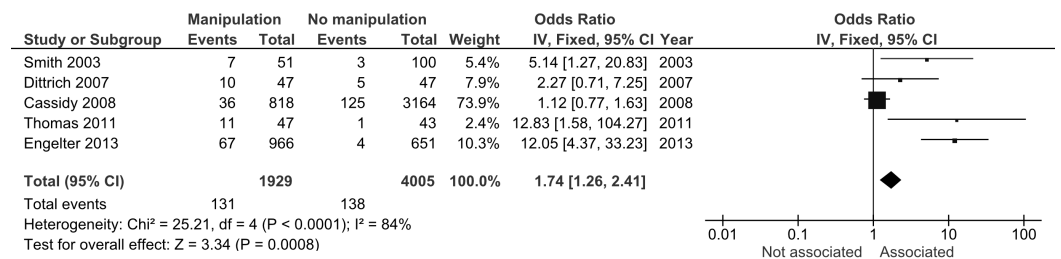 Manipulation No manipulation Odds Ratio Odds Ratio
Study or Subgroup Events Total Events Total Weight IV, Fixed, 95% CI Year IV, Fixed, 95% CI
Smith 2003 7 51 3 100 5.4% 5.14 [1.27, 20.83] 2003
Dittrich 2007 10 47 5 47 7.9% 2.27 [0.71, 7.25] 2007
Cassidy 2008 36 818 125 3164 73.9% 1.12 [0.77, 1.63] 2008
Thomas 2011 11 47 1 43 2.4% 12.83 [1.58, 104.27] 2011
Engelter 2013 67 966 4 651 10.3% 12.05 [4.37, 33.23] 2013
Total (95% CI) 1929 4005 100.0% 1.74 [1.26, 2.41]
Total events 131 138
Heterogeneity: Chi² = 25.21, df = 4 (P < 0.0001); I² = 84%
Test for overall effect: Z = 3.34 (P = 0.0008)
0.01 0.1 1 10 100
Not associated Associated